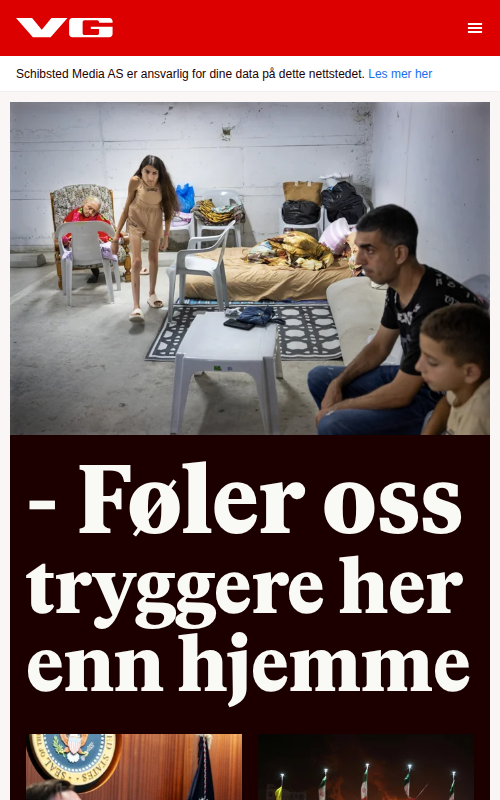 VG
Schibsted Media AS er ansvarlig for dine data på dette nettstedet. Les mer her
- Føler oss
tryggere her
enn hjemme